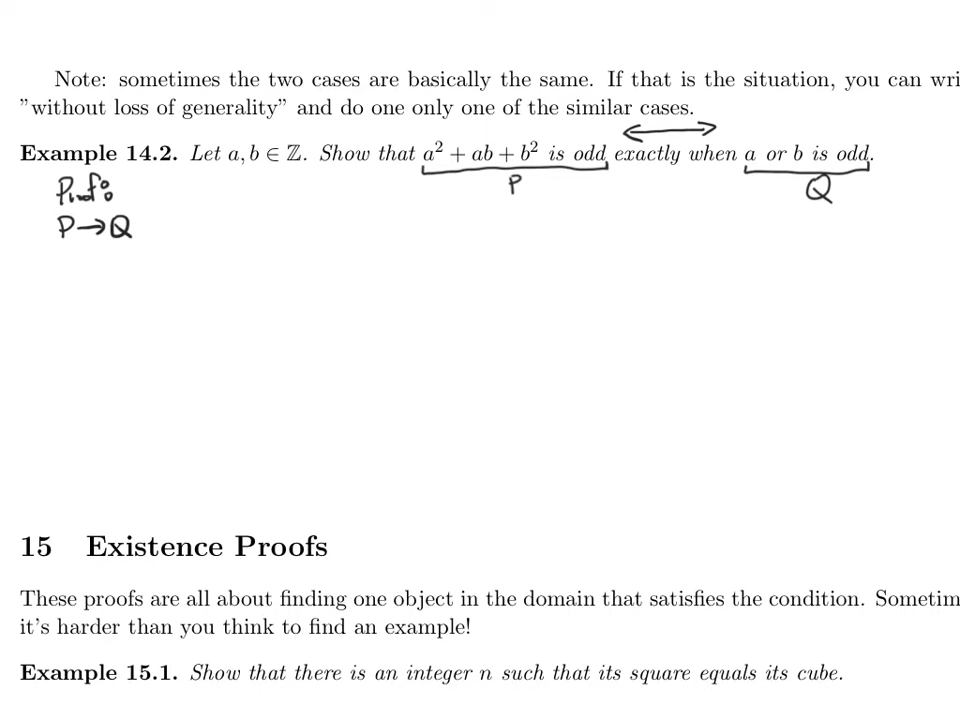 Note: sometimes the two cases are basically the same. If that is the situation, you can wri
"without loss of generality" and do one only one of the similar cases.
Example 14.2. Let a, b ∈ ℤ. Show that a² + ab + b² is odd exactly when a or b is odd.
P
Q
Proof:
P→Q
15 Existence Proofs
These proofs are all about finding one object in the domain that satisfies the condition. Sometim
it's harder than you think to find an example!
Example 15.1. Show that there is an integer n such that its square equals its cube.